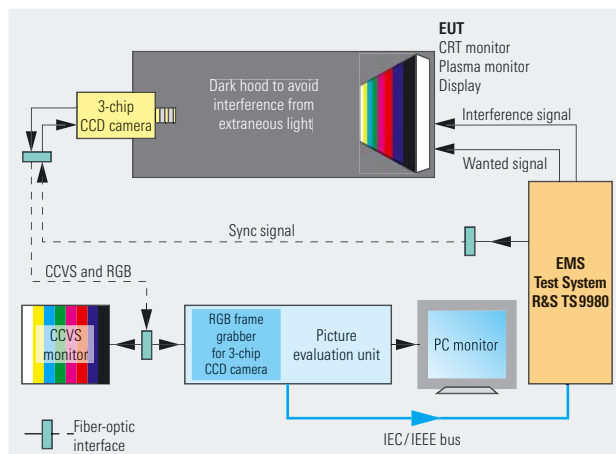 EUT
CRT monitor
Plasma monitor
Display
3-chip
CCD camera
Dark hood to avoid
interference from
extraneous light
Interference signal
Wanted signal
Sync signal
EMS
Test System
R&S TS9980
CCVS and RGB
CCVS
monitor
RGB frame
grabber
for 3-chip
CCD camera
Picture
evaluation unit
PC monitor
Fiber-optic
interface
IEC/IEEE bus